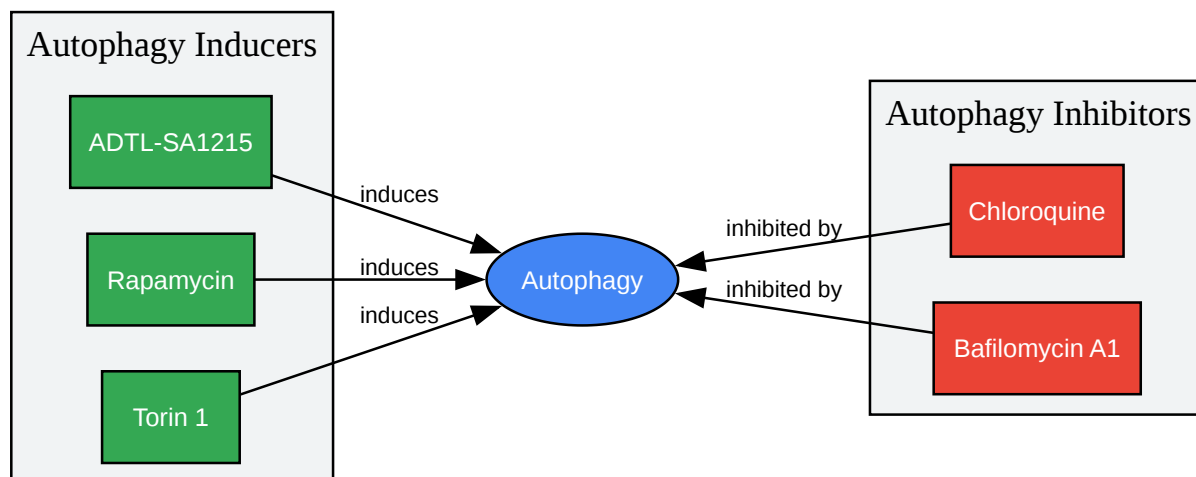 Autophagy Inducers
ADTL-SA1215
induces
Rapamycin
induces
Torin 1
induces
Autophagy
Autophagy Inhibitors
Chloroquine
inhibited by
Bafilomycin A1
inhibited by